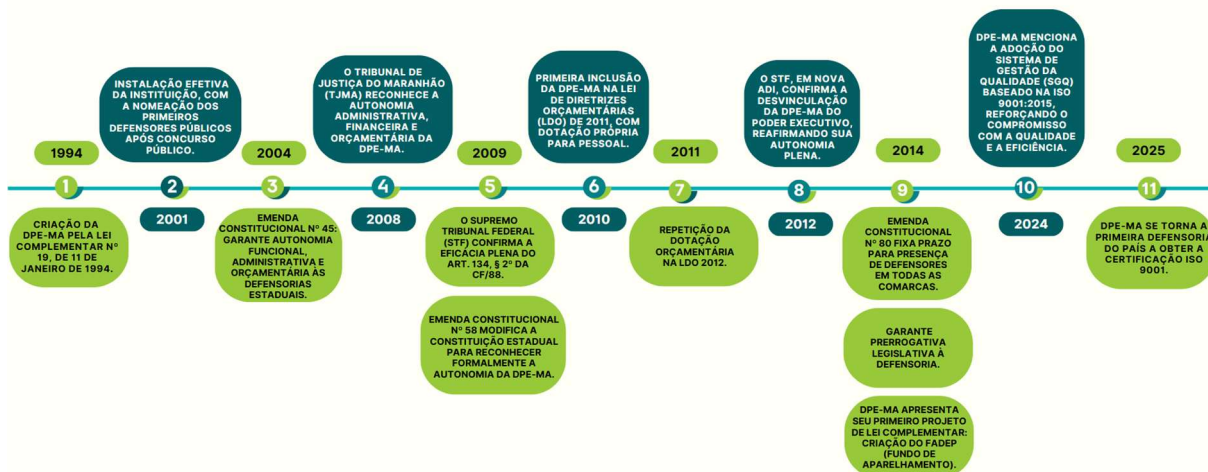 1994
1
CRIAÇÃO DA
DPE-MA PELA LEI
COMPLEMENTAR Nº
19, DE 11 DE
JANEIRO DE 1994.
INSTALAÇÃO EFETIVA
DA INSTITUIÇÃO, COM
A NOMEAÇÃO DOS
PRIMEIROS
DEFENSORES PÚBLICOS
APÓS CONCURSO
PÚBLICO.
2
2001
2004
3
EMENDA
CONSTITUCIONAL Nº 45:
GARANTE AUTONOMIA
FUNCIONAL,
ADMINISTRATIVA E
ORÇAMENTÁRIA ÀS
DEFENSORIAS
ESTADUAIS.
O TRIBUNAL DE
JUSTIÇA DO MARANHÃO
(TJMA) RECONHECE A
AUTONOMIA
ADMINISTRATIVA,
FINANCEIRA E
ORÇAMENTÁRIA DA
DPE-MA.
4
2008
2009
5
O SUPREMO
TRIBUNAL FEDERAL
(STF) CONFIRMA A
EFICÁCIA PLENA DO
ART. 134, § 2º DA
CF/88.
EMENDA CONSTITUCIONAL
Nº 58 MODIFICA A
CONSTITUIÇÃO ESTADUAL
PARA RECONHECER
FORMALMENTE A
AUTONOMIA DA DPE-MA.
PRIMEIRA INCLUSÃO
DA DPE-MA NA LEI
DE DIRETRIZES
ORÇAMENTÁRIAS
(LDO) DE 2011, COM
DOTAÇÃO PRÓPRIA
PARA PESSOAL.
6
2010
2011
7
REPETIÇÃO DA
DOTAÇÃO
ORÇAMENTÁRIA
NA LDO 2012.
O STF, EM NOVA
ADI, CONFIRMA A
DESVINCULAÇÃO DA
DPE-MA DO PODER
EXECUTIVO,
REAFIRMANDO SUA
AUTONOMIA
PLENA.
8
2012
2014
9
EMENDA
CONSTITUCIONAL
Nº 80 FIXA PRAZO
PARA PRESENÇA DE
DEFENSORES
EM TODAS AS
COMARCAS.
GARANTE
PRERROGATIVA
LEGISLATIVA À
DEFENSORIA.
DPE-MA APRESENTA
SEU PRIMEIRO PROJETO
DE LEI COMPLEMENTAR:
CRIAÇÃO DO FADEP
(FUNDO DE
APARELHAMENTO).
DPE-MA MENCIONA
A ADOÇÃO DO
SISTEMA DE
GESTÃO DA
QUALIDADE (SGQ)
BASEADO NA ISO
9001:2015,
REFORÇANDO O
COMPROMISSO
COM A QUALIDADE
E A EFICIÊNCIA.
10
2024
2025
11
DPE-MA SE TORNA A
PRIMEIRA DEFENSORIA
DO PAÍS A OBTER A
CERTIFICAÇÃO ISO
9001.